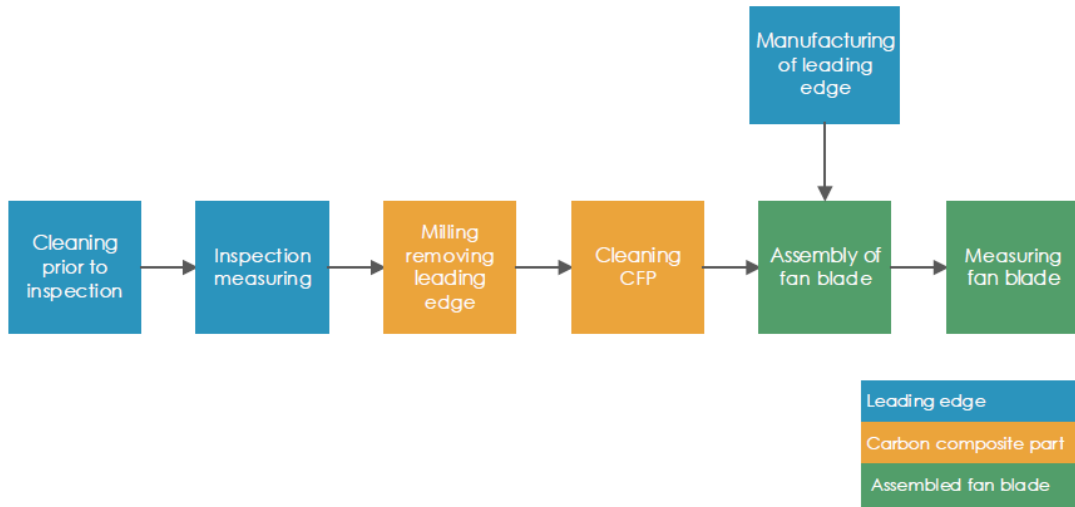 Manufacturing
of leading
edge
Cleaning
prior to
inspection
Inspection
measuring
Milling
removing
leading
edge
Cleaning
CFP
Assembly of
fan blade
Measuring
fan blade
Leading edge
Carbon composite part
Assembled fan blade